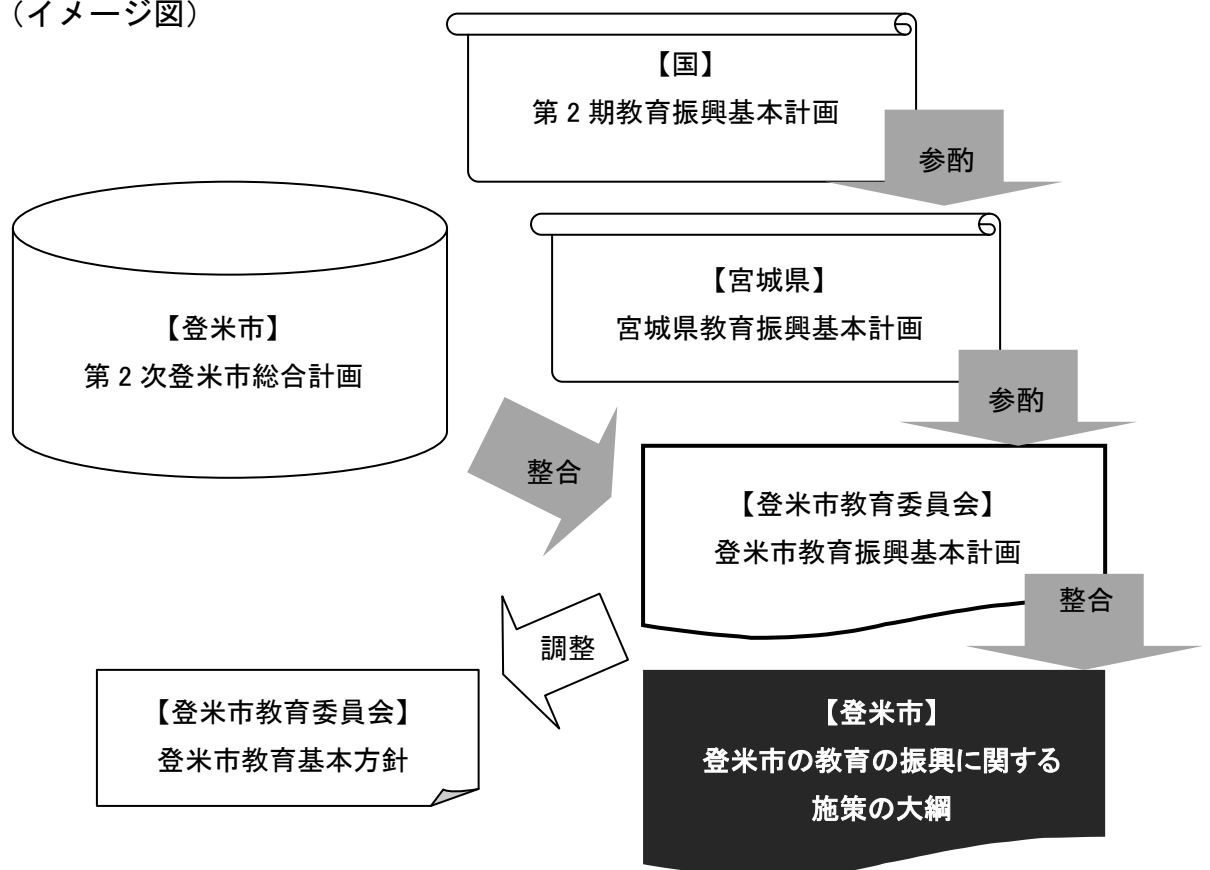 （イメージ図）
【国】
第２期教育振興基本計画
参酌
【宮城県】
宮城県教育振興基本計画
【登米市】
第２次登米市総合計画
参酌
整合
【登米市教育委員会】
登米市教育振興基本計画
整合
調整
【登米市教育委員会】
登米市教育基本方針
【登米市】
登米市の教育の振興に関する
施策の大綱